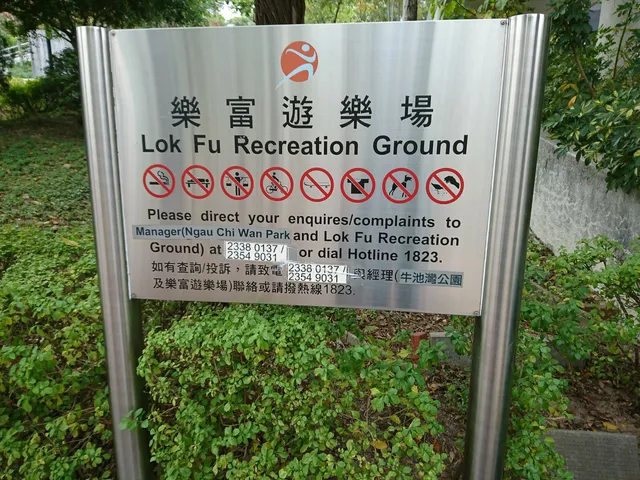 樂富遊樂場
Lok Fu Recreation Ground
Please direct your enquires/complaints to
Manager(Ngau Chi Wan Park and Lok Fu Recreation
Ground) at 2338 0137 / 2354 9031 or dial Hotline 1823.
如有查詢/投訴，請致電 2338 0137 / 2354 9031 與經理(牛池灣公園
及樂富遊樂場)聯絡或請撥熱線1823.